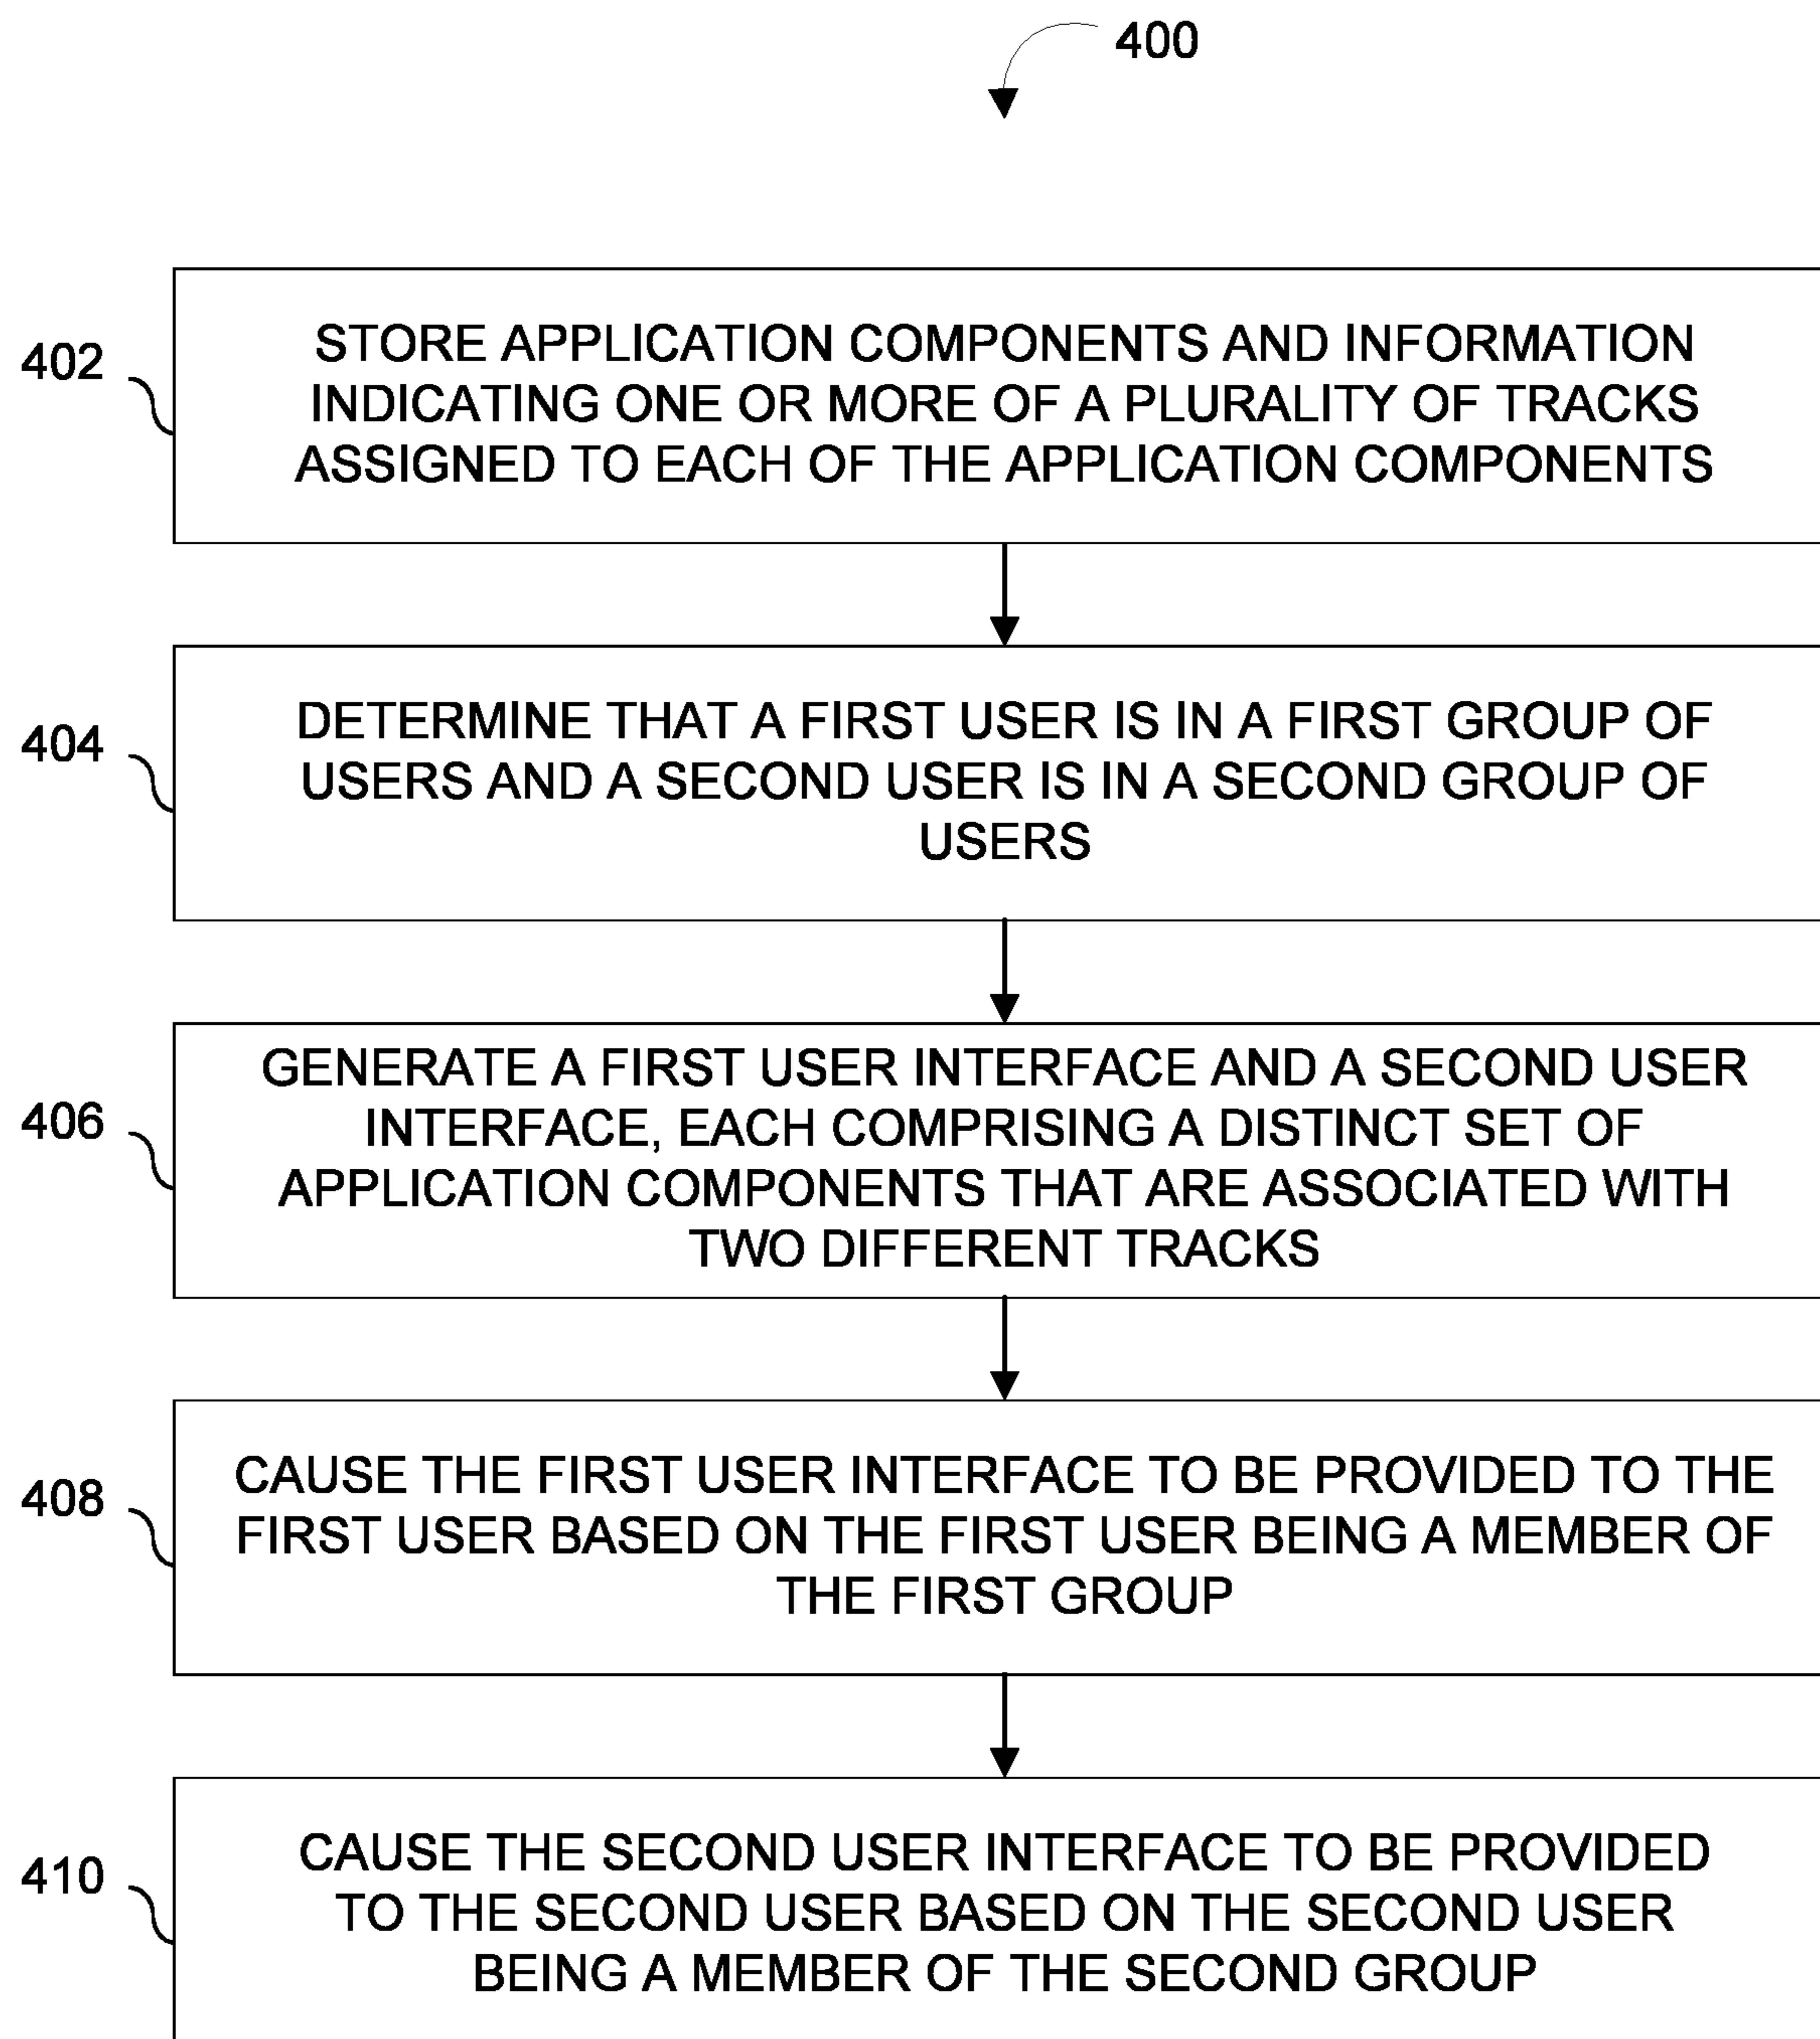 400
402
STORE APPLICATION COMPONENTS AND INFORMATION
INDICATING ONE OR MORE OF A PLURALITY OF TRACKS
ASSIGNED TO EACH OF THE APPLICATION COMPONENTS
404
DETERMINE THAT A FIRST USER IS IN A FIRST GROUP OF
USERS AND A SECOND USER IS IN A SECOND GROUP OF
USERS
406
GENERATE A FIRST USER INTERFACE AND A SECOND USER
INTERFACE, EACH COMPRISING A DISTINCT SET OF
APPLICATION COMPONENTS THAT ARE ASSOCIATED WITH
TWO DIFFERENT TRACKS
408
CAUSE THE FIRST USER INTERFACE TO BE PROVIDED TO THE
FIRST USER BASED ON THE FIRST USER BEING A MEMBER OF
THE FIRST GROUP
410
CAUSE THE SECOND USER INTERFACE TO BE PROVIDED
TO THE SECOND USER BASED ON THE SECOND USER
BEING A MEMBER OF THE SECOND GROUP